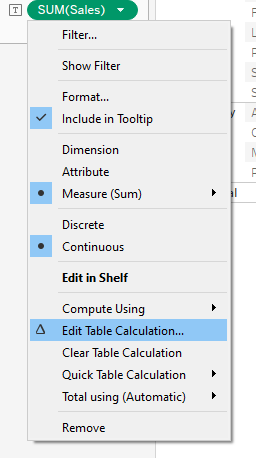 T SUM(Sales)
Filter...
Show Filter
Format...
Include in Tooltip
Dimension
Attribute
Measure (Sum)
Discrete
Continuous
Edit in Shelf
Compute Using
Edit Table Calculation...
Clear Table Calculation
Quick Table Calculation
Total using (Automatic)
Remove